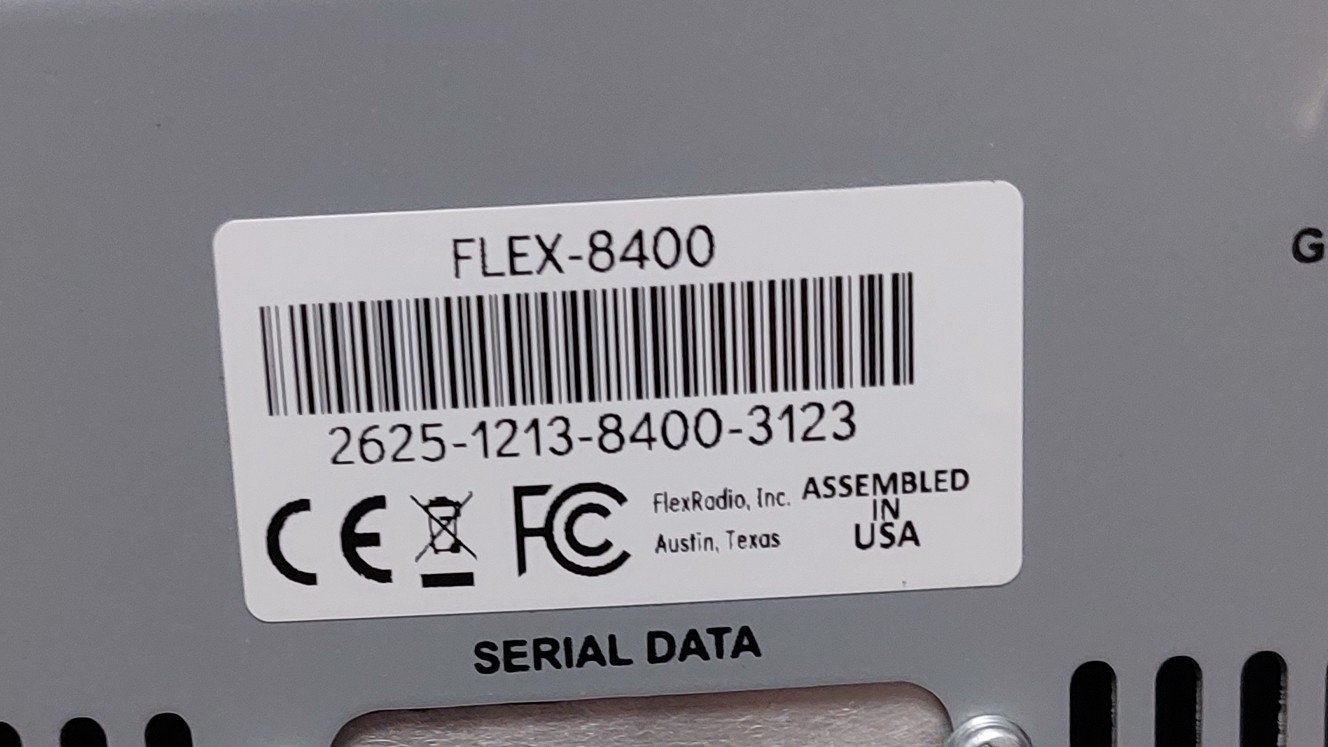 FLEX-8400
2625-1213-8400-3123
CE FC FlexRadio, Inc.
Austin, Texas
ASSEMBLED
IN
USA
SERIAL DATA
G